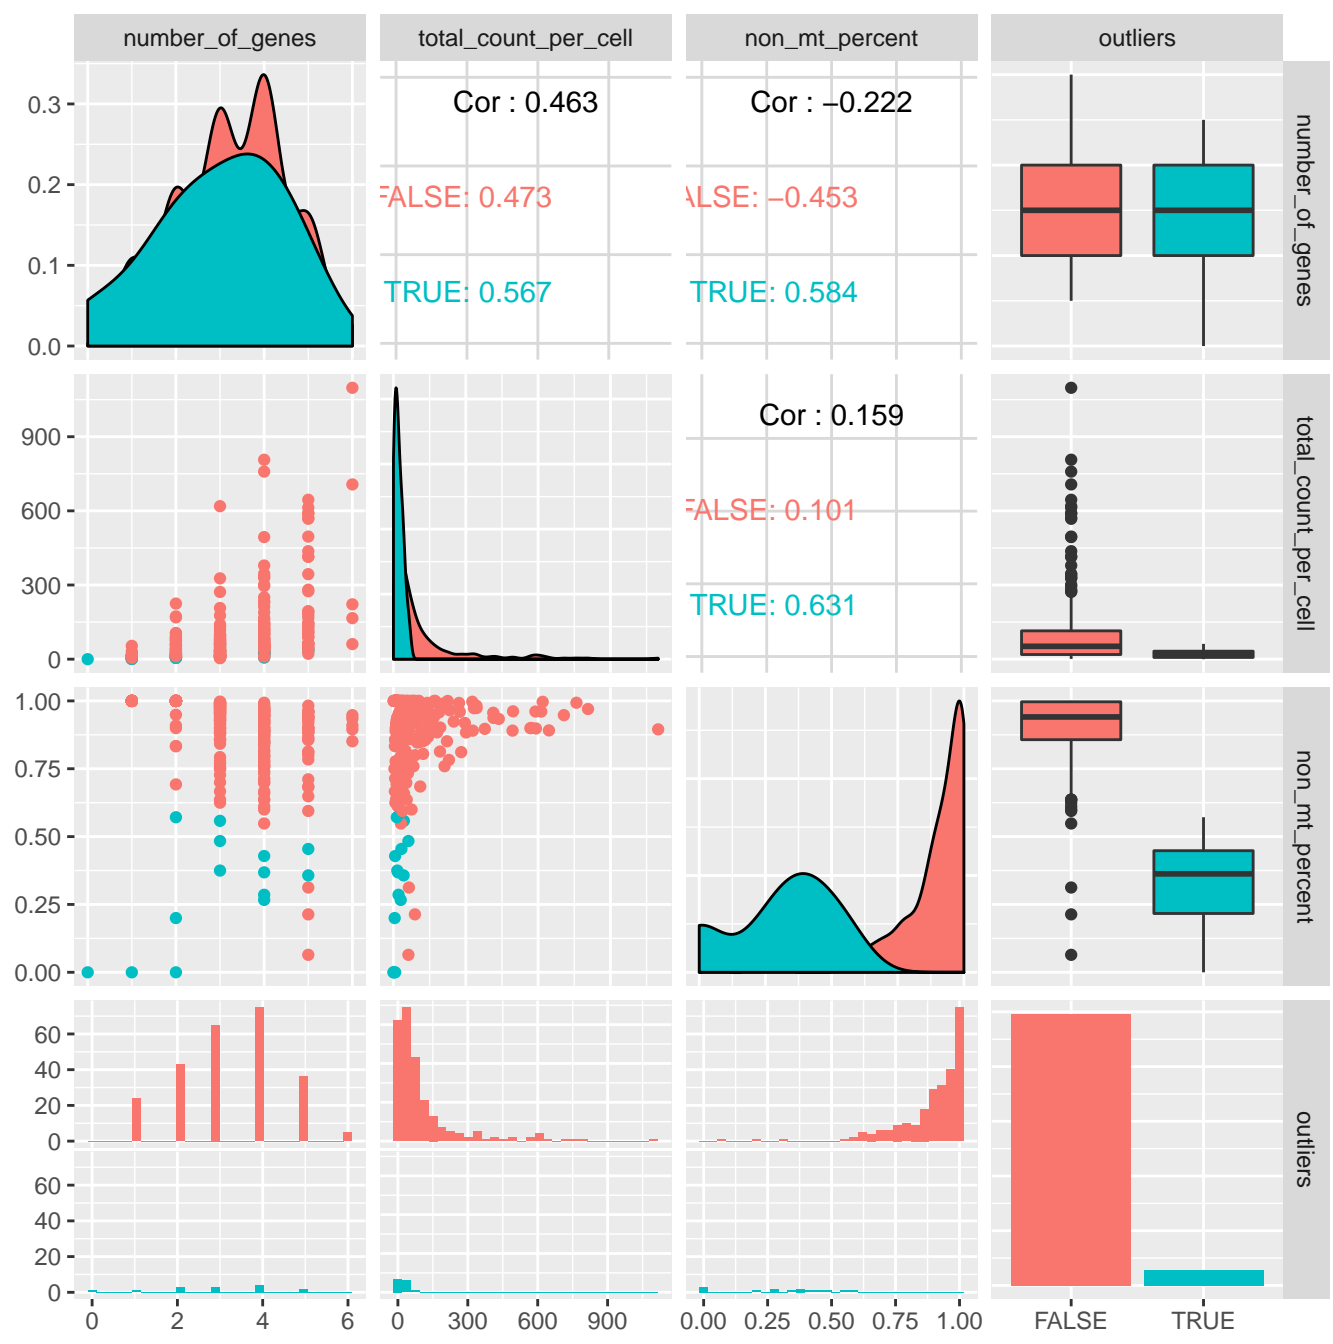 number_of_genes total_count_per_cell non_mt_percent outliers
0.3
0.2
0.1
0.0
Cor : 0.463
FALSE: 0.473
TRUE: 0.567
Cor : −0.222
ALSE: −0.453
TRUE: 0.584
number_of_genes
900
600
300
0
Cor : 0.159
FALSE: 0.101
TRUE: 0.631
total_count_per_cell
1.00
0.75
0.50
0.25
0.00
non_mt_percent
60
40
20
0
60
40
20
0
outliers
0 2 4 6 0 300 600 900 0.00 0.25 0.50 0.75 1.00 FALSE TRUE